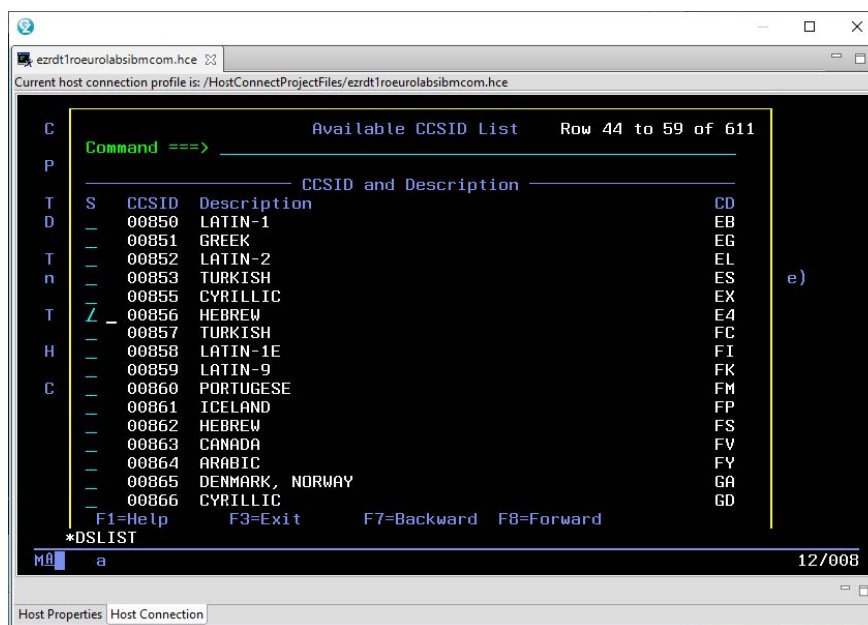 ezrdt1roeurolabsibmcom.hce
Current host connection profile is: /HostConnectProjectFiles/ezrdt1roeurolabsibmcom.hce
C Available CCSID List Row 44 to 59 of 611
Command ===>
P
CCSID and Description
T S CCSID Description CD
D _ 00850 LATIN-1 EB
_ 00851 GREEK EG
T _ 00852 LATIN-2 EL
n _ 00853 TURKISH ES e)
_ 00855 CYRILLIC EX
T / _ 00856 HEBREW E4
_ 00857 TURKISH FC
H _ 00858 LATIN-1E FI
_ 00859 LATIN-9 FK
C _ 00860 PORTUGESE FM
_ 00861 ICELAND FP
_ 00862 HEBREW FS
_ 00863 CANADA FV
_ 00864 ARABIC FY
_ 00865 DENMARK, NORWAY GA
_ 00866 CYRILLIC GD
F1=Help F3=Exit F7=Backward F8=Forward
*DSLIST
MA a 12/008
Host Properties Host Connection